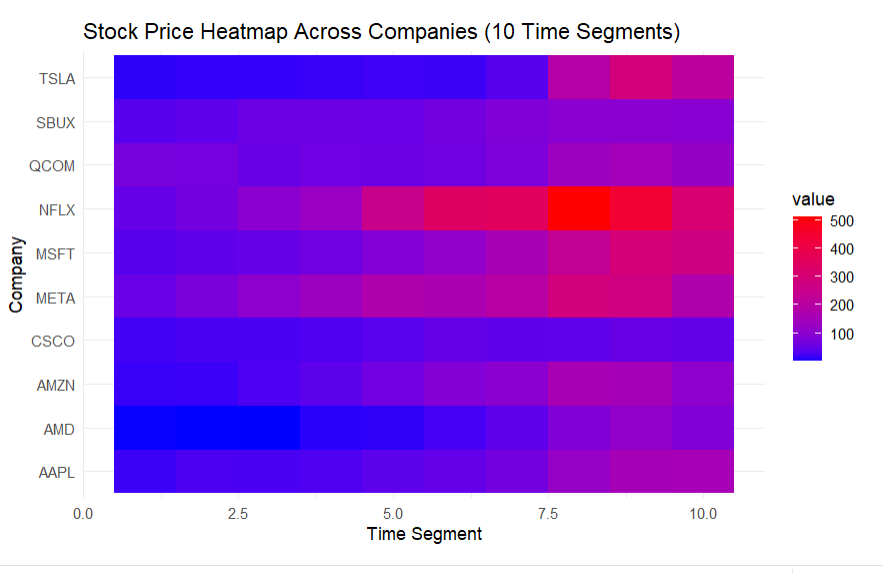 Stock Price Heatmap Across Companies (10 Time Segments)
TSLA
SBUX
QCOM
NFLX
MSFT
META
CSCO
AMZN
AMD
AAPL
Company
0.0 2.5 5.0 7.5 10.0
Time Segment
value
500
400
300
200
100